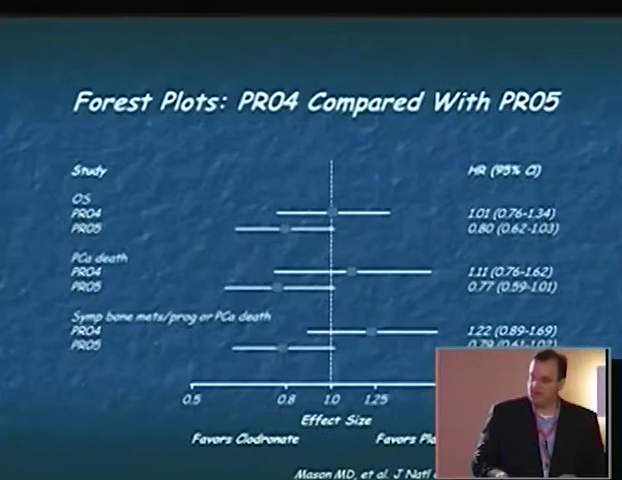 Forest Plots: PR04 Compared With PR05
Study HR (95% CI)
OS
PR04 1.01 (0.76-1.34)
PR05 0.80 (0.62-1.03)
PCa death
PR04 1.11 (0.76-1.62)
PR05 0.77 (0.59-1.01)
Symp bone mets/prog or PCa death
PR04 1.22 (0.89-1.69)
PR05
0.5 0.8 1.0 1.25
Effect Size
Favors Clodronate Favors
Mason MD, et al. J Natl